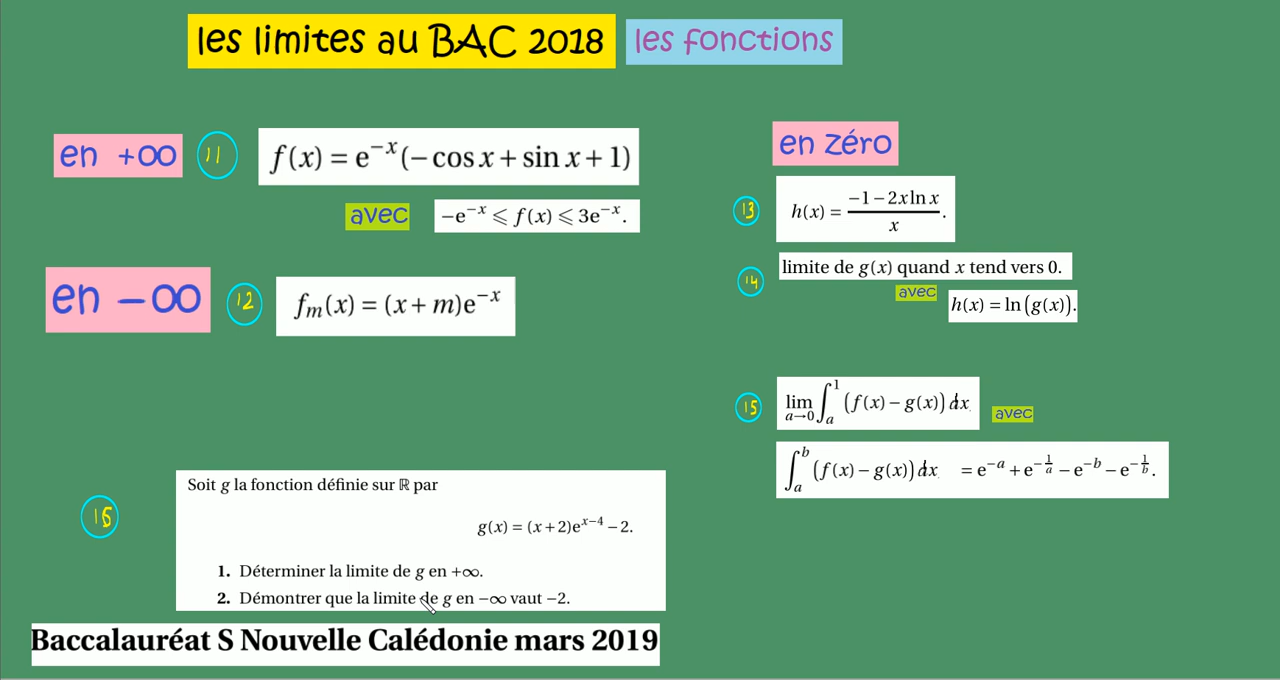 les limites au BAC 2018 les fonctions
en +∞ 11 f(x) = e^{-x}(-cos x + sin x + 1)
avec -e^{-x} ⩽ f(x) ⩽ 3e^{-x}.
en -∞ 12 f_m(x) = (x + m)e^{-x}
en zéro
13 h(x) = \frac{-1 - 2x ln x}{x}.
14 limite de g(x) quand x tend vers 0.
avec h(x) = ln(g(x)).
15 lim_{a→0} ∫_a^1 (f(x) - g(x)) dx avec
∫_a^b (f(x) - g(x)) dx = e^{-a} + e^{-\frac{1}{a}} - e^{-b} - e^{-\frac{1}{b}}.
16
Soit g la fonction définie sur ℝ par
g(x) = (x + 2)e^{x-4} - 2.
1. Déterminer la limite de g en +∞.
2. Démontrer que la limite de g en -∞ vaut -2.
Baccalauréat S Nouvelle Calédonie mars 2019